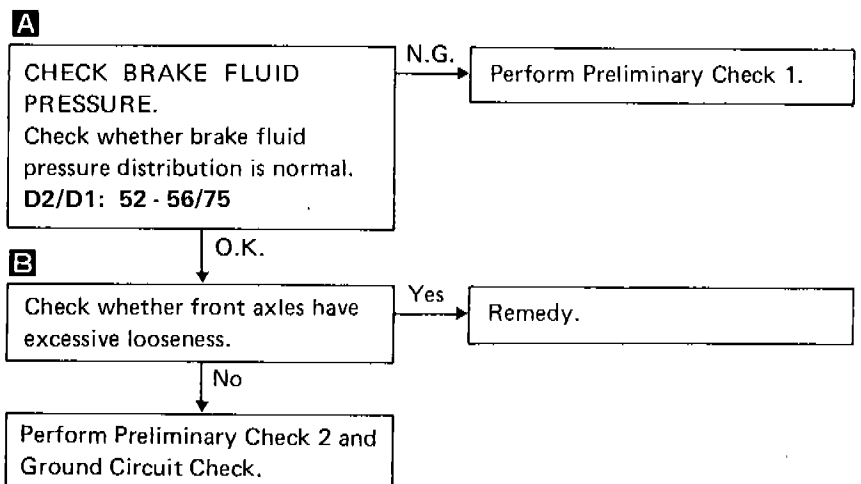 A
CHECK BRAKE FLUID
PRESSURE.
Check whether brake fluid
pressure distribution is normal.
D2/D1: 52 - 56/75
N.G.
Perform Preliminary Check 1.
O.K.
B
Check whether front axles have
excessive looseness.
Yes
Remedy.
No
Perform Preliminary Check 2 and
Ground Circuit Check.